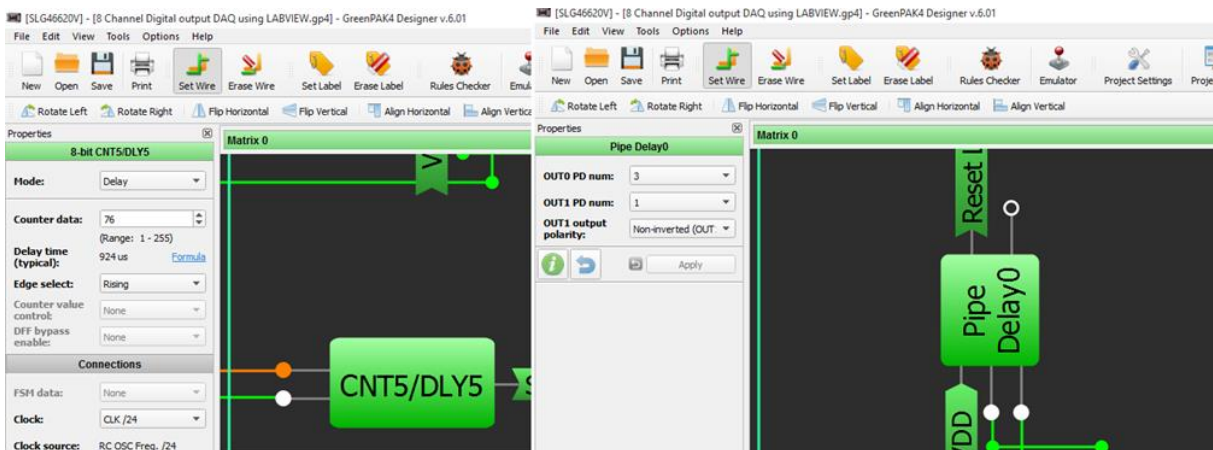 [SLG46620V] - [8 Channel Digital output DAQ using LABVIEW.gp4] - GreenPAK4 Designer v.6.01
File Edit View Tools Options Help
New Open Save Print Set Wire Erase Wire Set Label Erase Label Rules Checker Emul
Rotate Left Rotate Right Flip Horizontal Flip Vertical Align Horizontal Align Vertica
Properties
8-bit CNT5/DLY5
Mode: Delay
Counter data: 76
(Range: 1 - 255)
Delay time
(typical): 924 us Formula
Edge select: Rising
Counter value
control: None
DFF bypass
enable: None
Connections
FSM data: None
Clock: CLK /24
Clock source: RC OSC Freq. /24
Matrix 0
V
CNT5/DLY5
[SLG46620V] - [8 Channel Digital output DAQ using LABVIEW.gp4] - GreenPAK4 Designer v.6.01
File Edit View Tools Options Help
New Open Save Print Set Wire Erase Wire Set Label Erase Label Rules Checker Emulator Project Settings Proje
Rotate Left Rotate Right Flip Horizontal Flip Vertical Align Horizontal Align Vertical
Properties
Pipe Delay0
OUT0 PD num: 3
OUT1 PD num: 1
OUT1 output
polarity: Non-inverted (OUT
Apply
Matrix 0
Reset
Pipe
Delay0
VDD